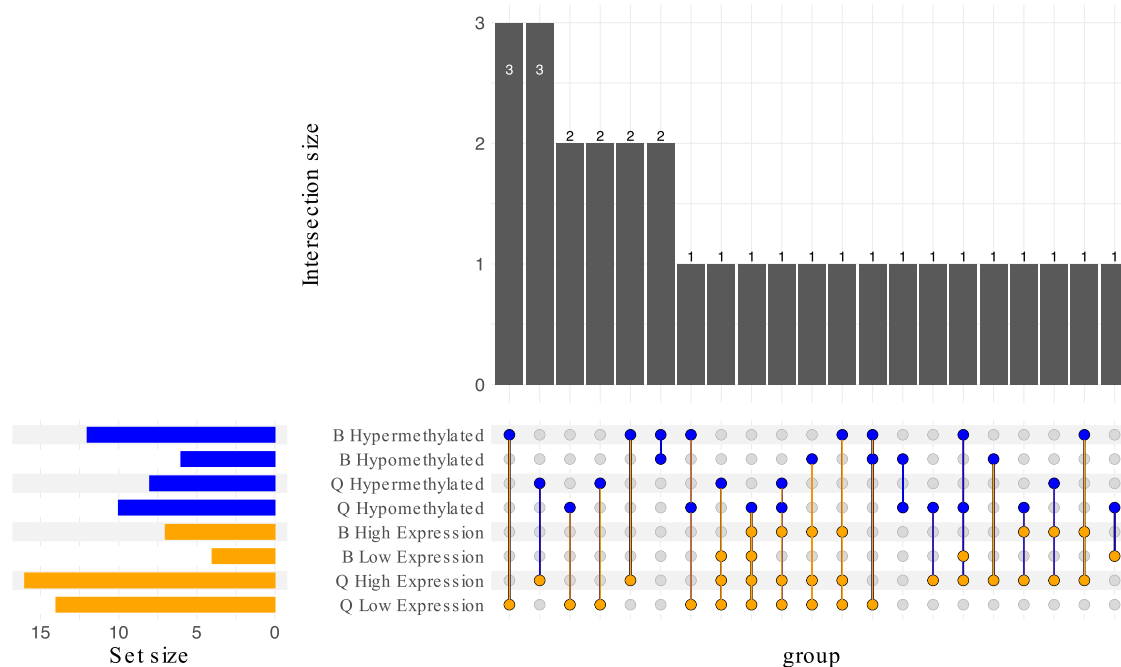 3
2
1
0
Intersection size
3 3 2 2 2 2 1 1 1 1 1 1 1 1 1 1 1 1 1 1 1
B Hypermethylated
B Hypomethylated
Q Hypermethylated
Q Hypomethylated
B High Expression
B Low Expression
Q High Expression
Q Low Expression
15 10 5 0
Set size
group